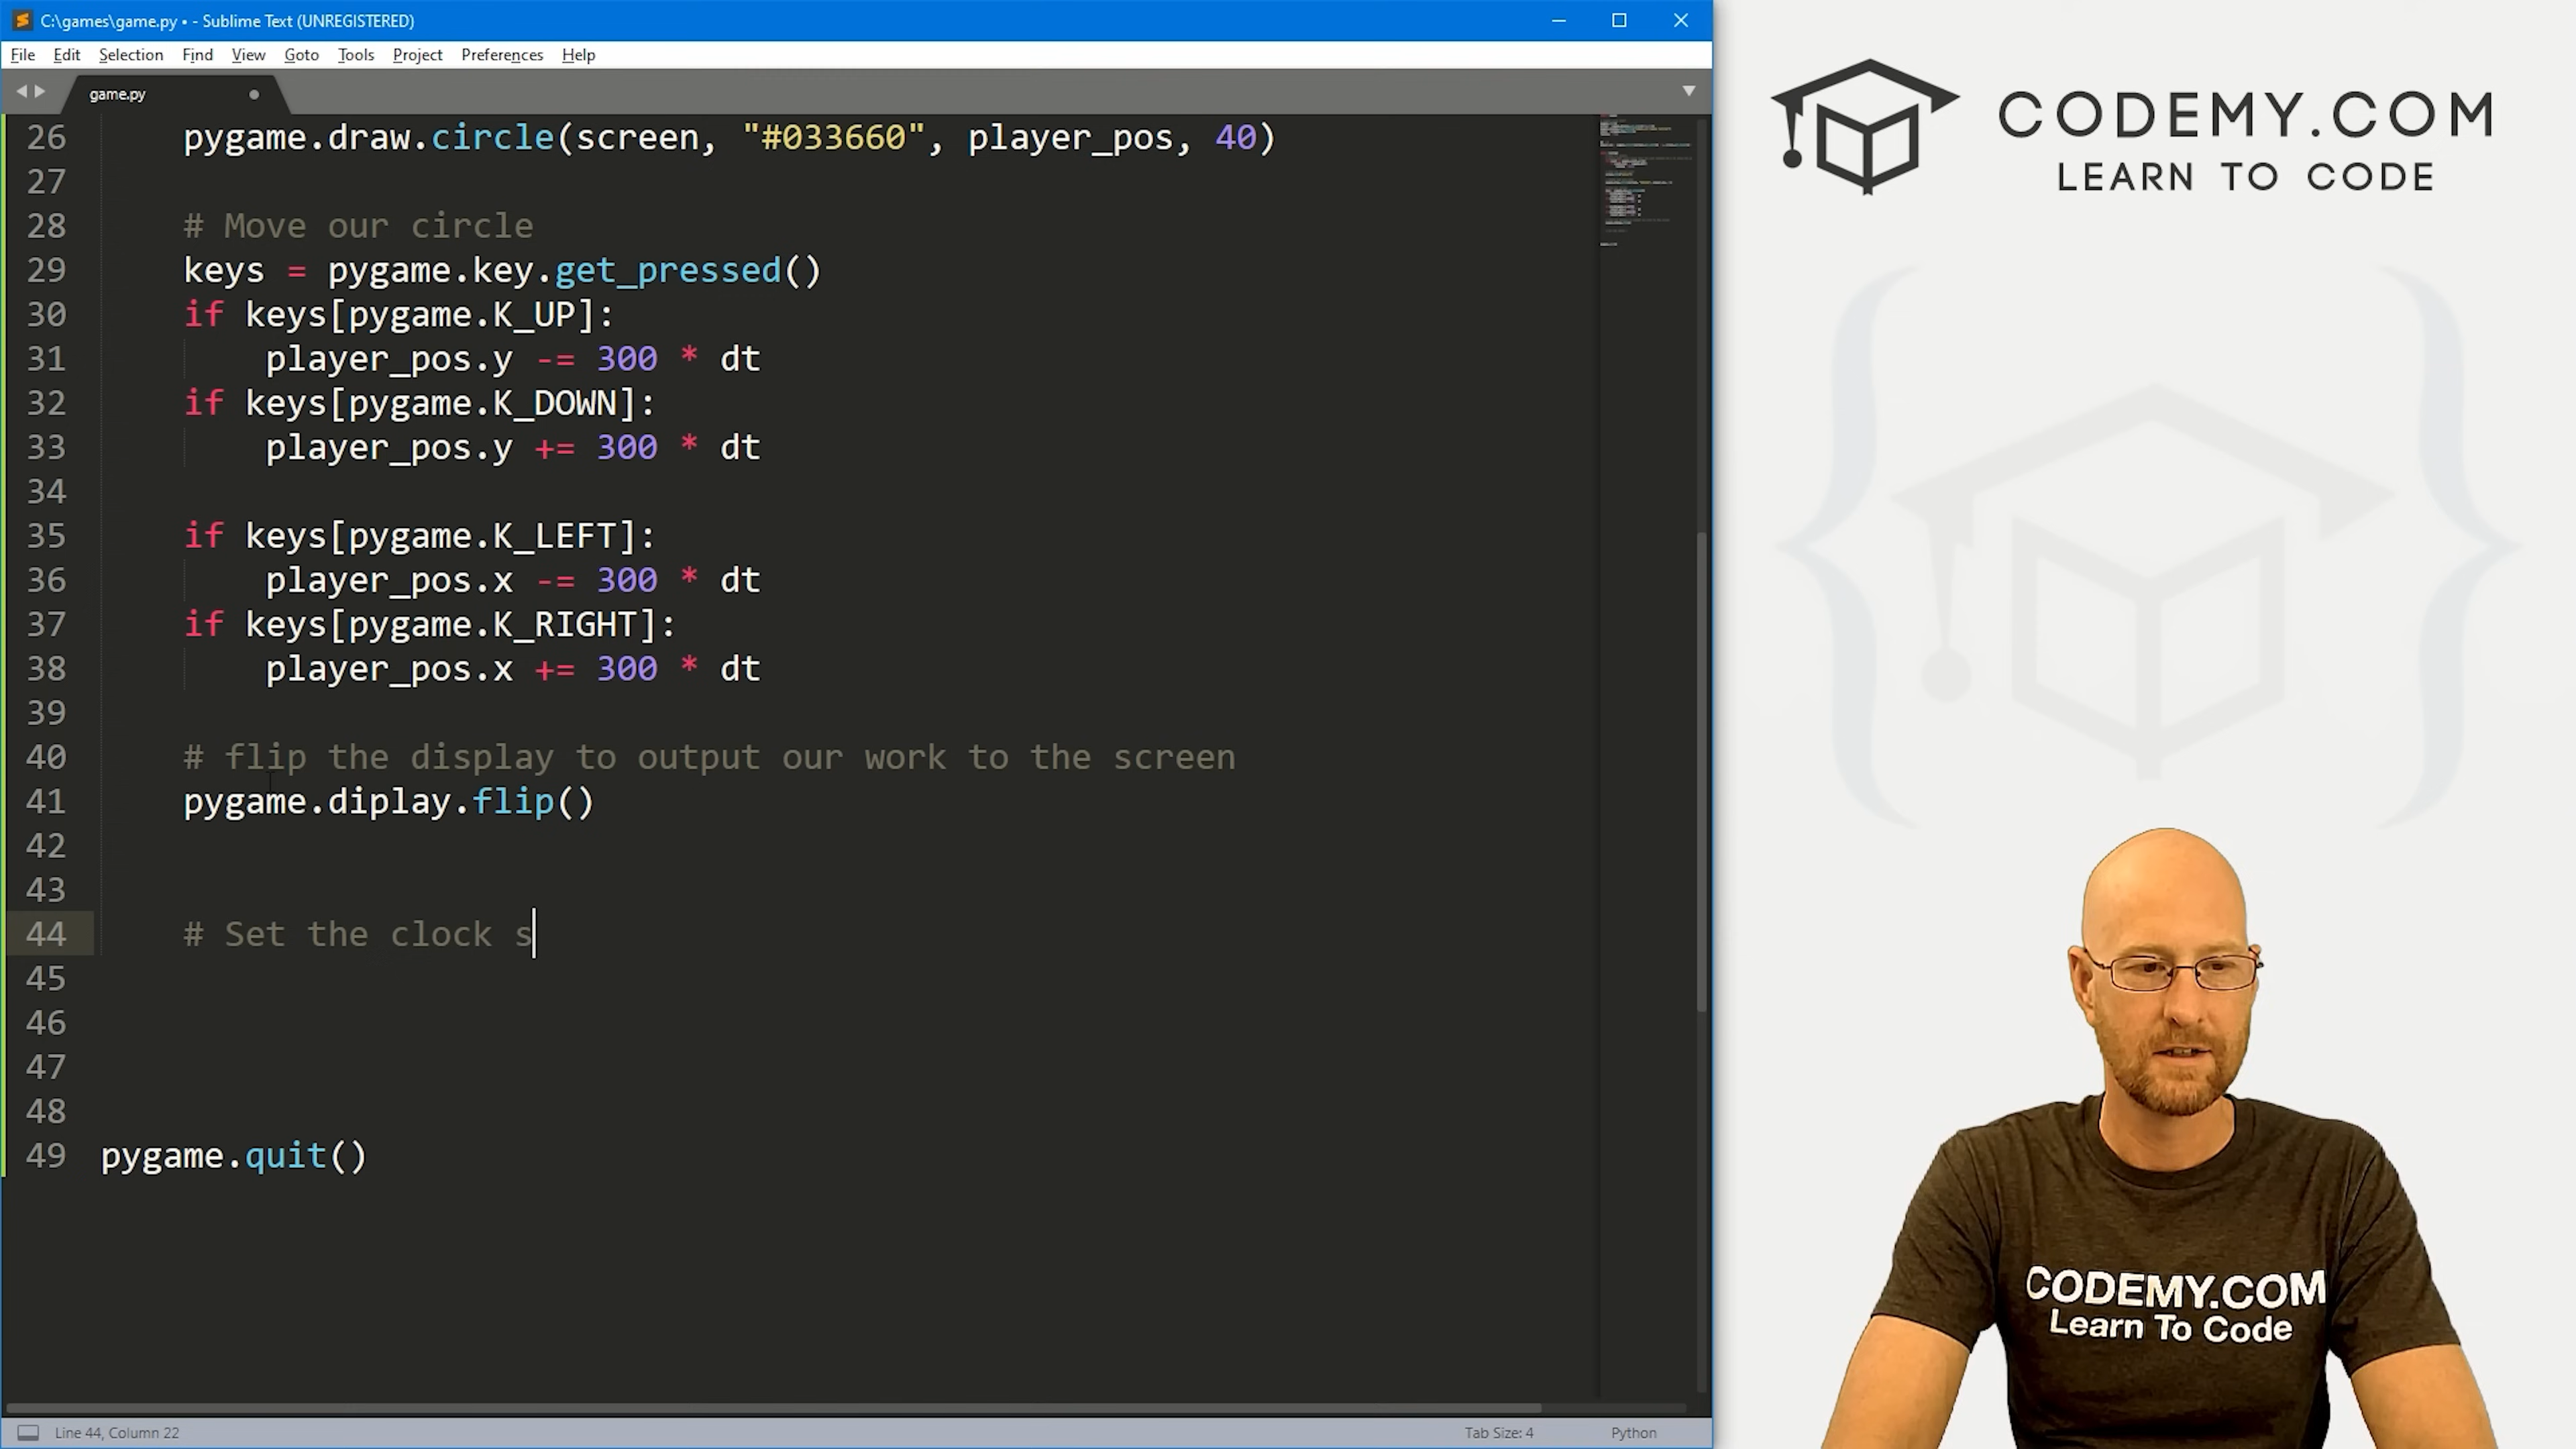 C:\games\game.py • - Sublime Text (UNREGISTERED)
File Edit Selection Find View Goto Tools Project Preferences Help
game.py
26 pygame.draw.circle(screen, "#033660", player_pos, 40)
27
28 # Move our circle
29 keys = pygame.key.get_pressed()
30 if keys[pygame.K_UP]:
31 player_pos.y -= 300 * dt
32 if keys[pygame.K_DOWN]:
33 player_pos.y += 300 * dt
34
35 if keys[pygame.K_LEFT]:
36 player_pos.x -= 300 * dt
37 if keys[pygame.K_RIGHT]:
38 player_pos.x += 300 * dt
39
40 # flip the display to output our work to the screen
41 pygame.diplay.flip()
42
43
44 # Set the clock s
45
46
47
48
49 pygame.quit()
Line 44, Column 22
Tab Size: 4
Python
CODEMY.COM
LEARN TO CODE
CODEMY.COM
Learn To Code